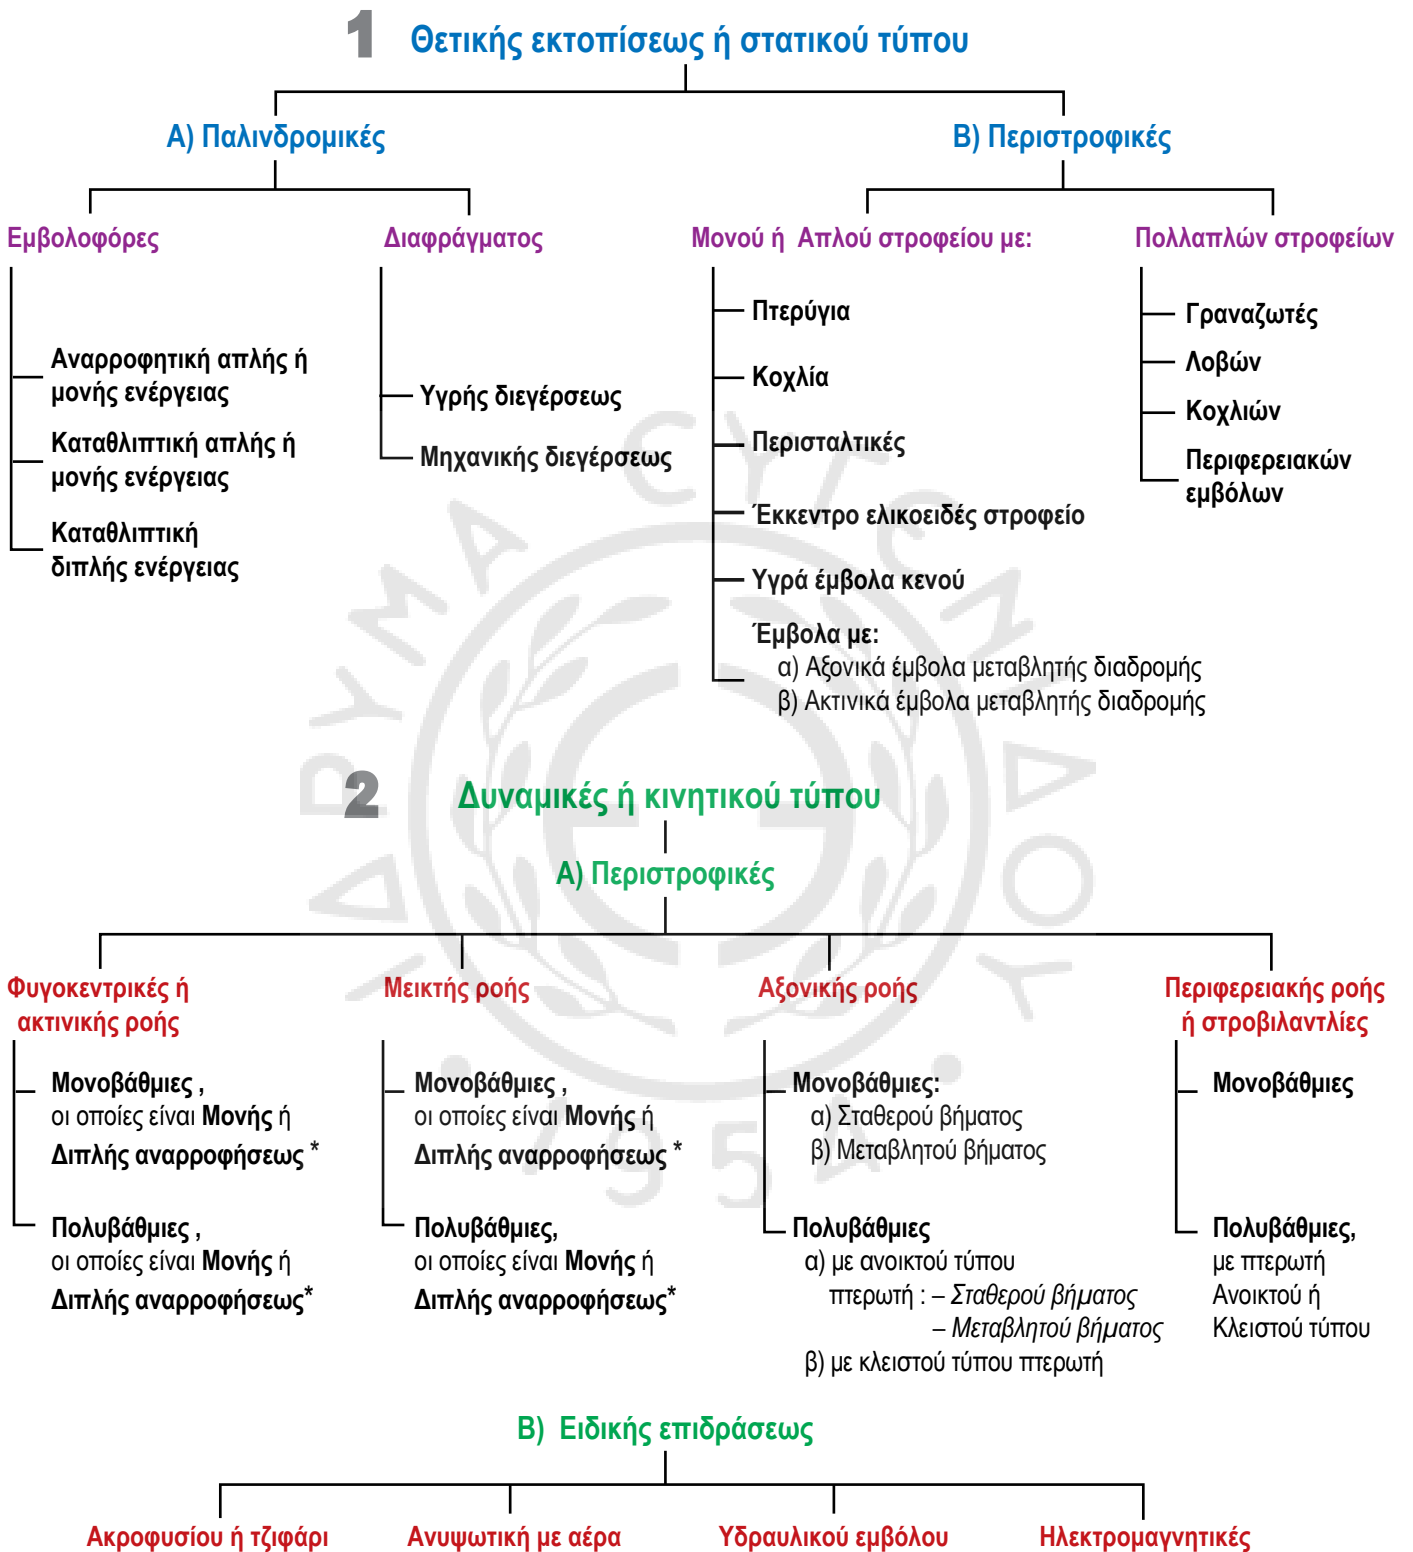 1 Θετικής εκτοπίσεως ή στατικού τύπου
Α) Παλινδρομικές
Β) Περιστροφικές
Εμβολοφόρες
Διαφράγματος
Μονού ή Απλού στροφείου με:
Πολλαπλών στροφείων
Αναρροφητική απλής ή
μονής ενέργειας
Καταθλιπτική απλής ή
μονής ενέργειας
Καταθλιπτική
διπλής ενέργειας
Υγρής διεγέρσεως
Μηχανικής διεγέρσεως
Πτερύγια
Κοχλία
Περισταλτικές
Έκκεντρο ελικοειδές στροφείο
Υγρά έμβολα κενού
Έμβολα με:
α) Αξονικά έμβολα μεταβλητής διαδρομής
β) Ακτινικά έμβολα μεταβλητής διαδρομής
Γραναζωτές
Λοβών
Κοχλιών
Περιφερειακών
εμβόλων
2 Δυναμικές ή κινητικού τύπου
Α) Περιστροφικές
Φυγοκεντρικές ή
ακτινικής ροής
Μεικτής ροής
Αξονικής ροής
Περιφερειακής ροής
ή στροβιλαντλίες
Μονοβάθμιες ,
οι οποίες είναι Μονής ή
Διπλής αναρροφήσεως *
Πολυβάθμιες ,
οι οποίες είναι Μονής ή
Διπλής αναρροφήσεως*
Μονοβάθμιες ,
οι οποίες είναι Μονής ή
Διπλής αναρροφήσεως *
Πολυβάθμιες,
οι οποίες είναι Μονής ή
Διπλής αναρροφήσεως*
Μονοβάθμιες:
α) Σταθερού βήματος
β) Μεταβλητού βήματος
Πολυβάθμιες
α) με ανοικτού τύπου
πτερωτή : – Σταθερού βήματος
– Μεταβλητού βήματος
β) με κλειστού τύπου πτερωτή
Μονοβάθμιες
Πολυβάθμιες,
με πτερωτή
Ανοικτού ή
Κλειστού τύπου
Β) Ειδικής επιδράσεως
Ακροφυσίου ή τζιφάρι
Ανυψωτική με αέρα
Υδραυλικού εμβόλου
Ηλεκτρομαγνητικές
ΙΔΡΥΜΑ ΕΥΓΕΝΙΔΟΥ
1954